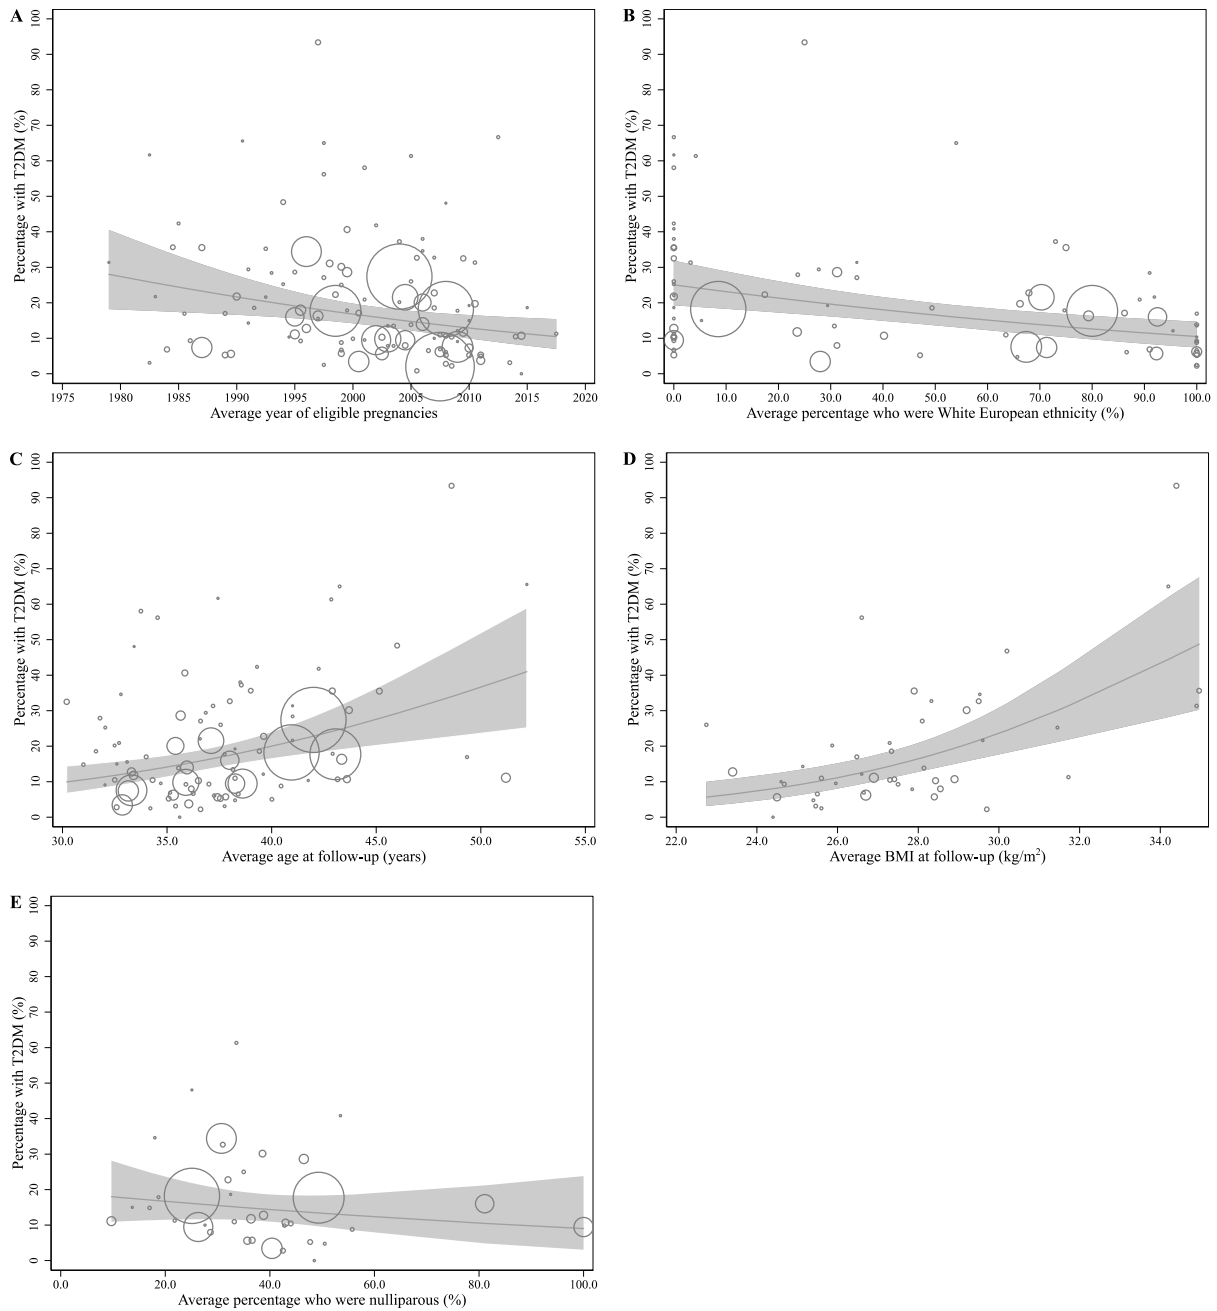 A
Percentage with T2DM (%)
0 10 20 30 40 50 60 70 80 90 100
1975 1980 1985 1990 1995 2000 2005 2010 2015 2020
Average year of eligible pregnancies
B
Percentage with T2DM (%)
0 10 20 30 40 50 60 70 80 90 100
0.0 10.0 20.0 30.0 40.0 50.0 60.0 70.0 80.0 90.0 100.0
Average percentage who were White European ethnicity (%)
C
Percentage with T2DM (%)
0 10 20 30 40 50 60 70 80 90 100
30.0 35.0 40.0 45.0 50.0 55.0
Average age at follow-up (years)
D
Percentage with T2DM (%)
0 10 20 30 40 50 60 70 80 90 100
22.0 24.0 26.0 28.0 30.0 32.0 34.0
Average BMI at follow-up (kg/m²)
E
Percentage with T2DM (%)
0 10 20 30 40 50 60 70 80 90 100
0.0 20.0 40.0 60.0 80.0 100.0
Average percentage who were nulliparous (%)